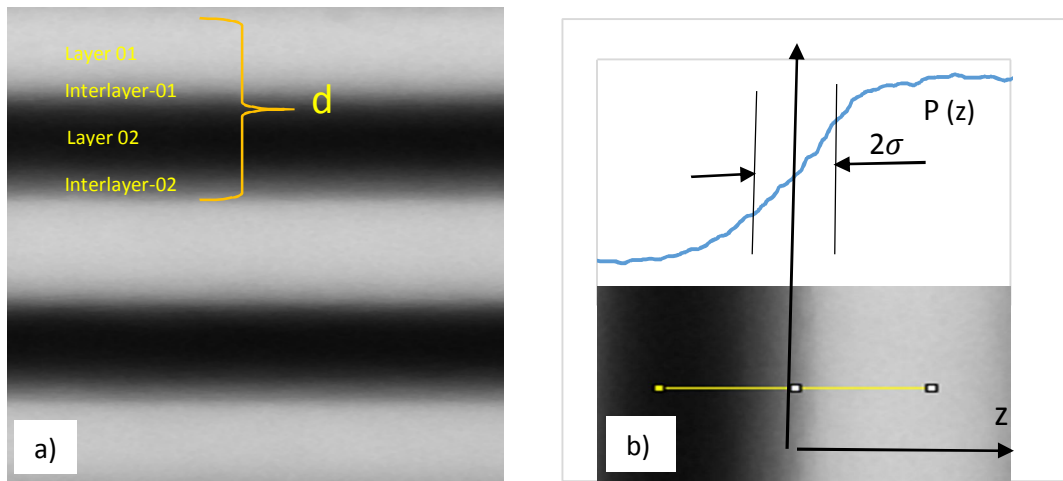 Layer 01
Interlayer-01
d
Layer 02
Interlayer-02
a)
P (z)
2σ
z
b)